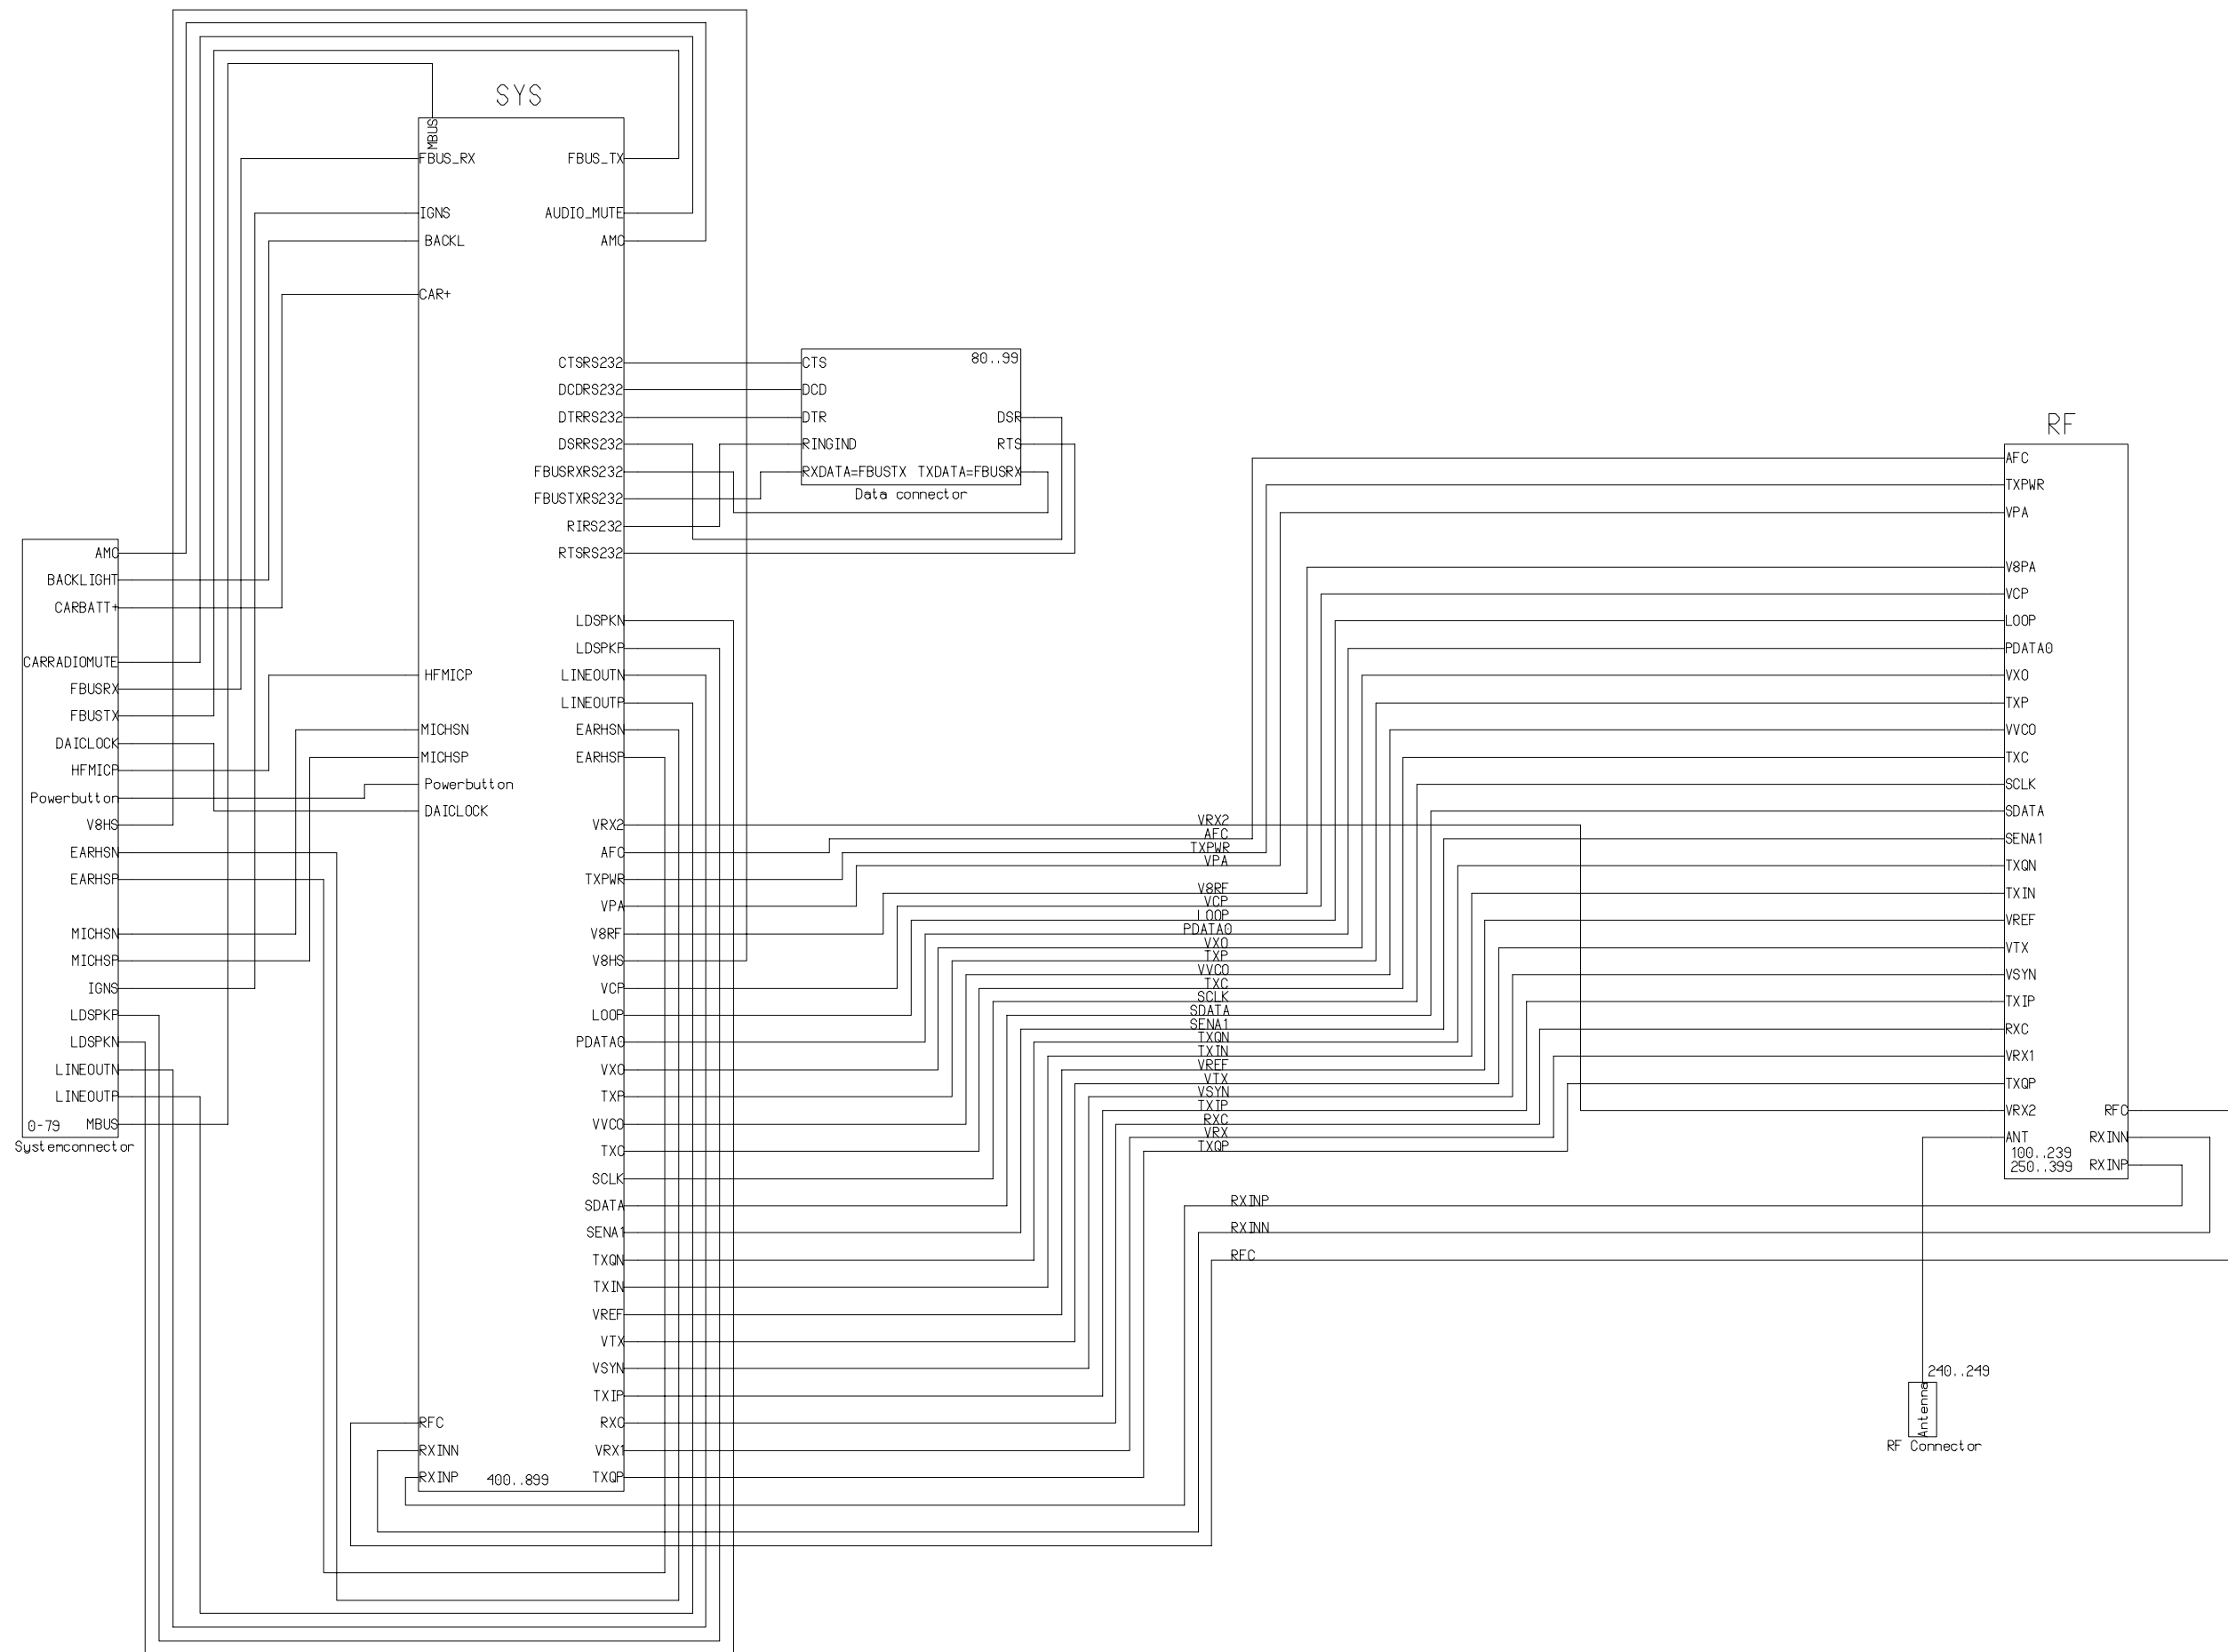 SYS
MBUS
FBUS_RX
FBUS_TX
IGNS
AUDIO_MUTE
BACKL
AMC
CAR+
CTSRS232
DCDRS232
DTRRS232
DSRRS232
FBUSRXRS232
FBUSTXRS232
RIRS232
RTSRS232
LDSPKN
LDSPKP
HFMICP
LINEOUTN
LINEOUTP
MICHSN
EARHSN
MICHSP
EARHSP
Powerbutton
DAICLOCK
VRX2
AFC
TXPWR
VPA
V8RF
V8HS
VCP
LOOP
PDATA0
VXO
TXP
VVCO
TXC
SCLK
SDATA
SENA1
TXQN
TXIN
VREF
VTX
VSYN
TXIP
RFC
RXC
RXINN
VRX1
RXINP
400..899
TXQP
CTS
80..99
DCD
DTR
DSR
RINGIND
RTS
RXDATA=FBUSTX TXDATA=FBUSRX
Data connector
AMC
BACKLIGHT
CARBATT+
CARRADIOMUTE
FBUSRX
FBUSTX
DAICLOCK
HFMICP
Powerbutton
V8HS
EARHSN
EARHSP
MICHSN
MICHSP
IGNS
LDSPKP
LDSPKN
LINEOUTN
LINEOUTP
0-79 MBUS
Systemconnector
VRX2
AFC
TXPWR
VPA
V8RF
VCP
LOOP
PDATA0
VXO
TXP
VVCO
TXC
SCLK
SDATA
SENA1
TXQN
TXIN
VREF
VTX
VSYN
TXIP
RXC
VRX
TXQP
RXINP
RXINN
RFC
RF
AFC
TXPWR
VPA
V8PA
VCP
LOOP
PDATA0
VXO
TXP
VVCO
TXC
SCLK
SDATA
SENA1
TXQN
TXIN
VREF
VTX
VSYN
TXIP
RXC
VRX1
TXQP
VRX2
RFC
ANT
RXINN
100..239
250..399
RXINP
240..249
Antenna
RF Connector